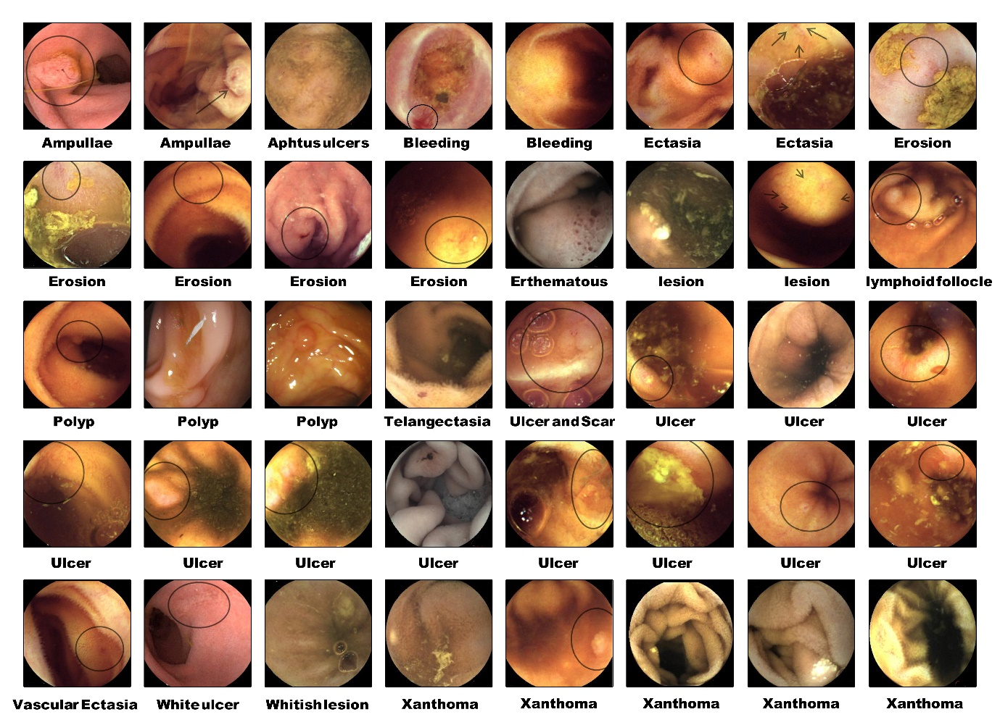 Ampullae Ampullae Aphtus ulcers Bleeding Bleeding Ectasia Ectasia Erosion
Erosion Erosion Erosion Erosion Erthematous lesion lesion lymphoid follocle
Polyp Polyp Polyp Telangectasia Ulcer and Scar Ulcer Ulcer Ulcer
Ulcer Ulcer Ulcer Ulcer Ulcer Ulcer Ulcer Ulcer
Vascular Ectasia White ulcer Whitish lesion Xanthoma Xanthoma Xanthoma Xanthoma Xanthoma